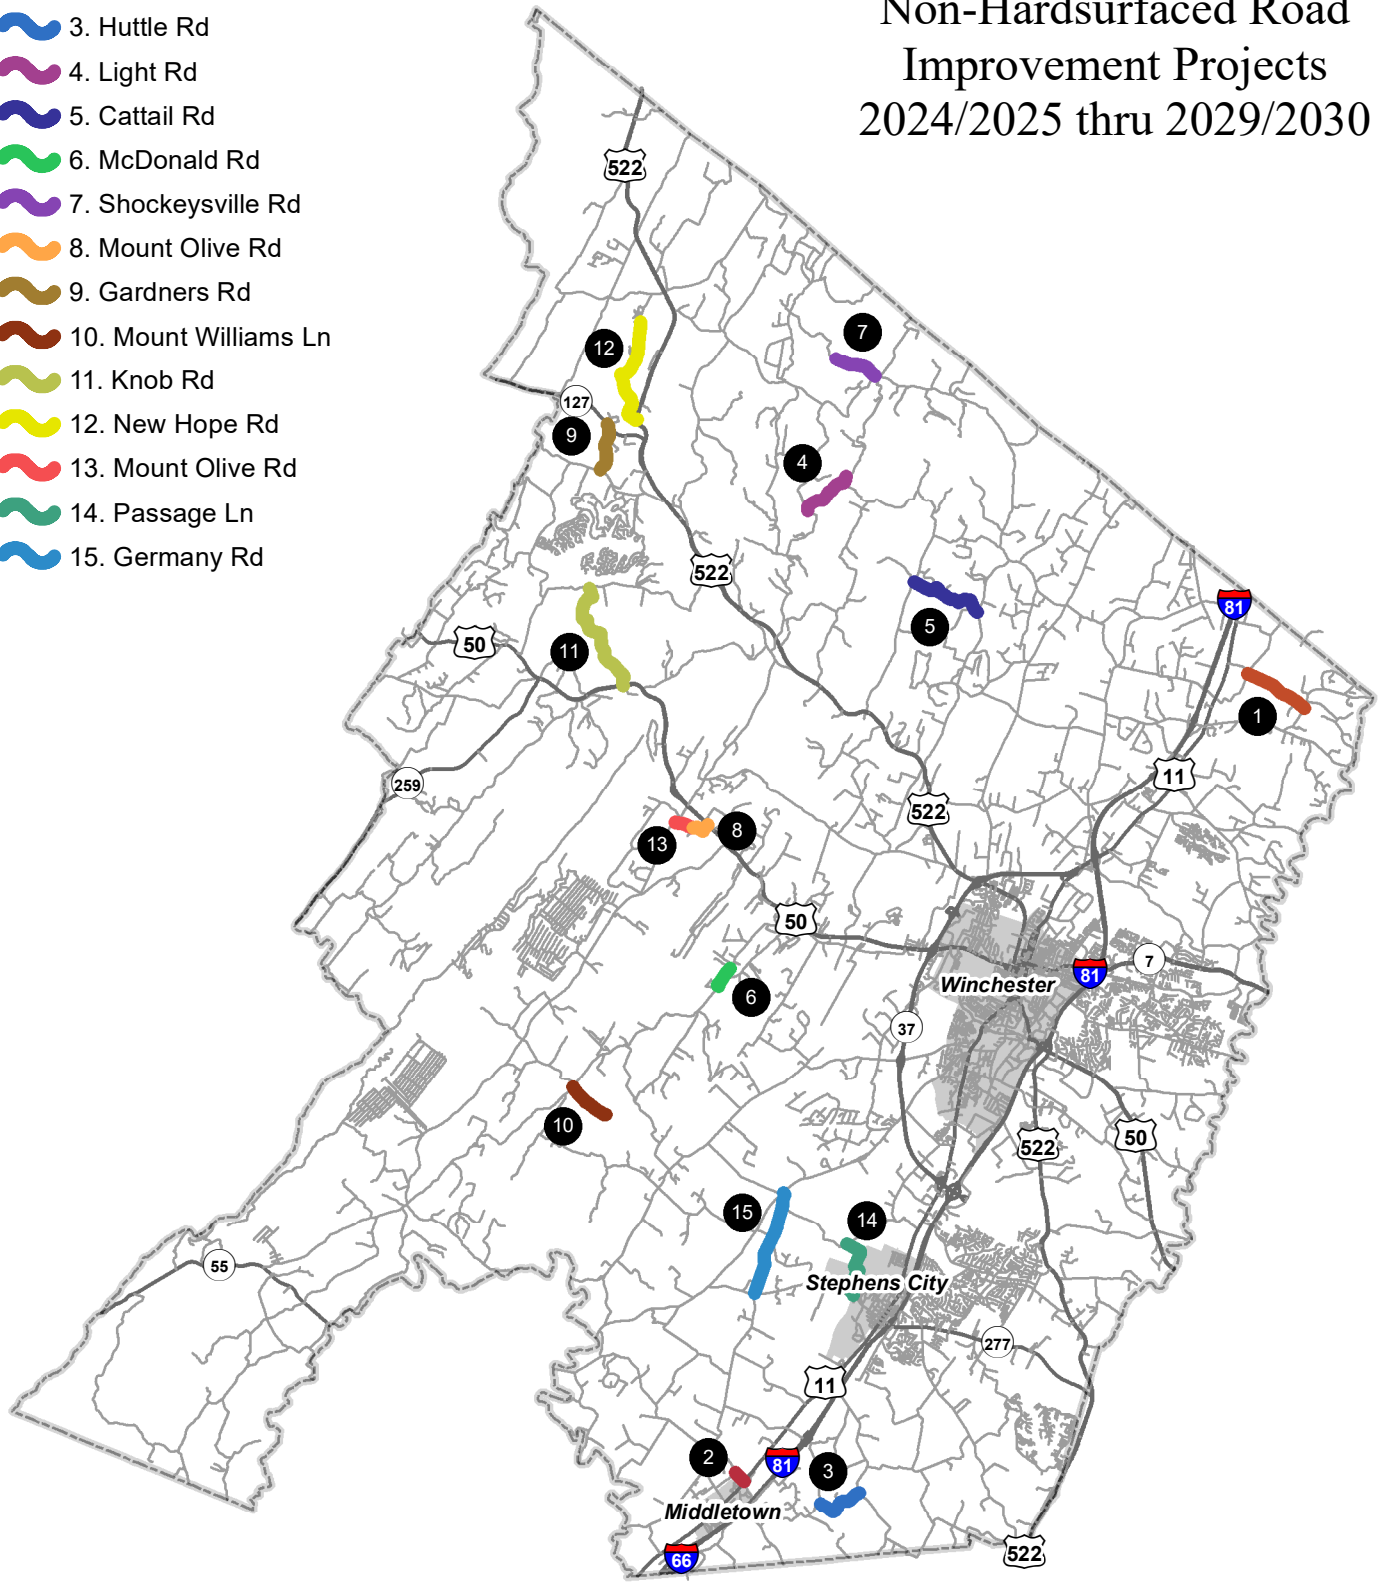 Non-Hardsurfaced Road
Improvement Projects
2024/2025 thru 2029/2030
3. Huttle Rd
4. Light Rd
5. Cattail Rd
6. McDonald Rd
7. Shockeysville Rd
8. Mount Olive Rd
9. Gardners Rd
10. Mount Williams Ln
11. Knob Rd
12. New Hope Rd
13. Mount Olive Rd
14. Passage Ln
15. Germany Rd
522
7
12
127
9
4
522
81
5
50
11
1
11
259
522
8
13
50
7
81
Winchester
6
37
10
50
522
15
14
55
Stephens City
277
11
2
81
3
Middletown
522
66